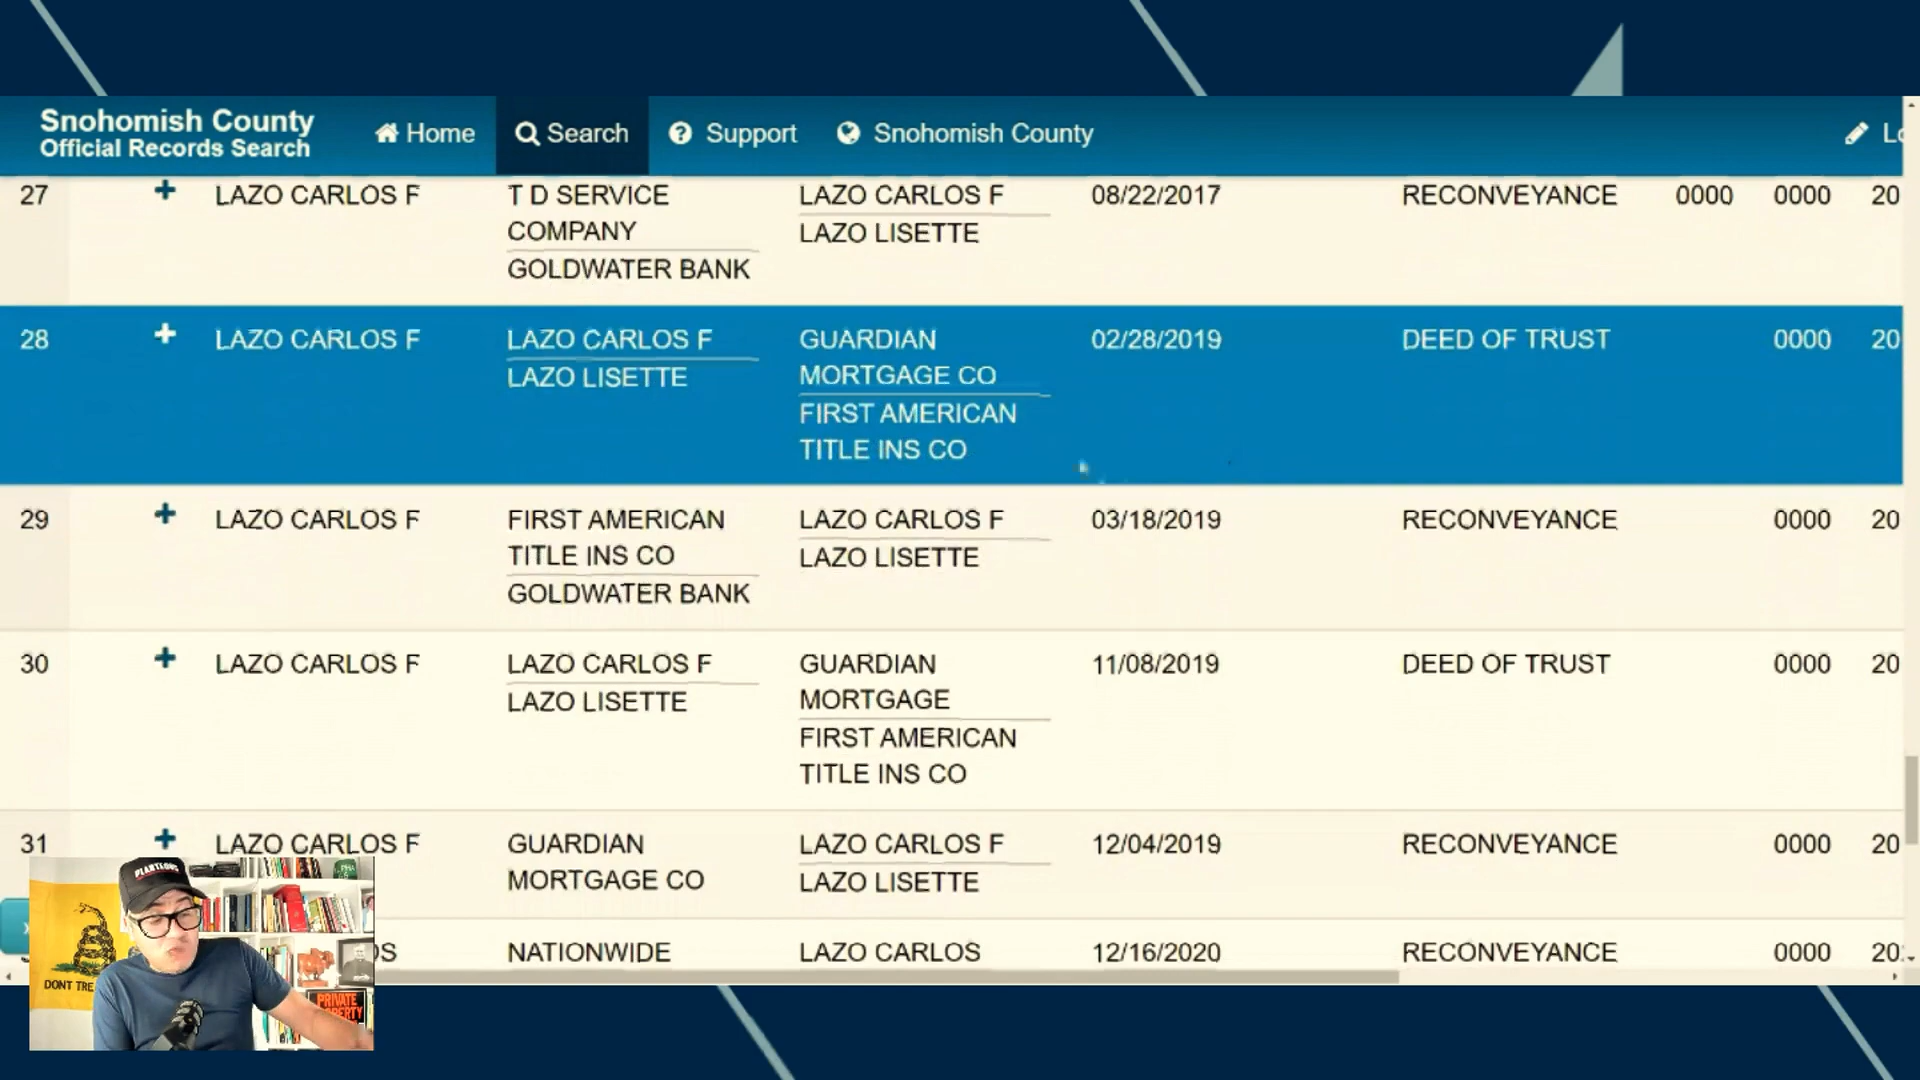 Snohomish County
Official Records Search
Home
Search
Support
Snohomish County
27 LAZO CARLOS F T D SERVICE LAZO CARLOS F 08/22/2017 RECONVEYANCE 0000 0000 20
COMPANY LAZO LISETTE
GOLDWATER BANK
28 LAZO CARLOS F LAZO CARLOS F GUARDIAN 02/28/2019 DEED OF TRUST 0000 20
LAZO LISETTE MORTGAGE CO
FIRST AMERICAN
TITLE INS CO
29 LAZO CARLOS F FIRST AMERICAN LAZO CARLOS F 03/18/2019 RECONVEYANCE 0000 20
TITLE INS CO LAZO LISETTE
GOLDWATER BANK
30 LAZO CARLOS F LAZO CARLOS F GUARDIAN 11/08/2019 DEED OF TRUST 0000 20
LAZO LISETTE MORTGAGE
FIRST AMERICAN
TITLE INS CO
31 LAZO CARLOS F GUARDIAN LAZO CARLOS F 12/04/2019 RECONVEYANCE 0000 20
MORTGAGE CO LAZO LISETTE
NATIONWIDE LAZO CARLOS 12/16/2020 RECONVEYANCE 0000 20
DONT TRE
PRIVATE